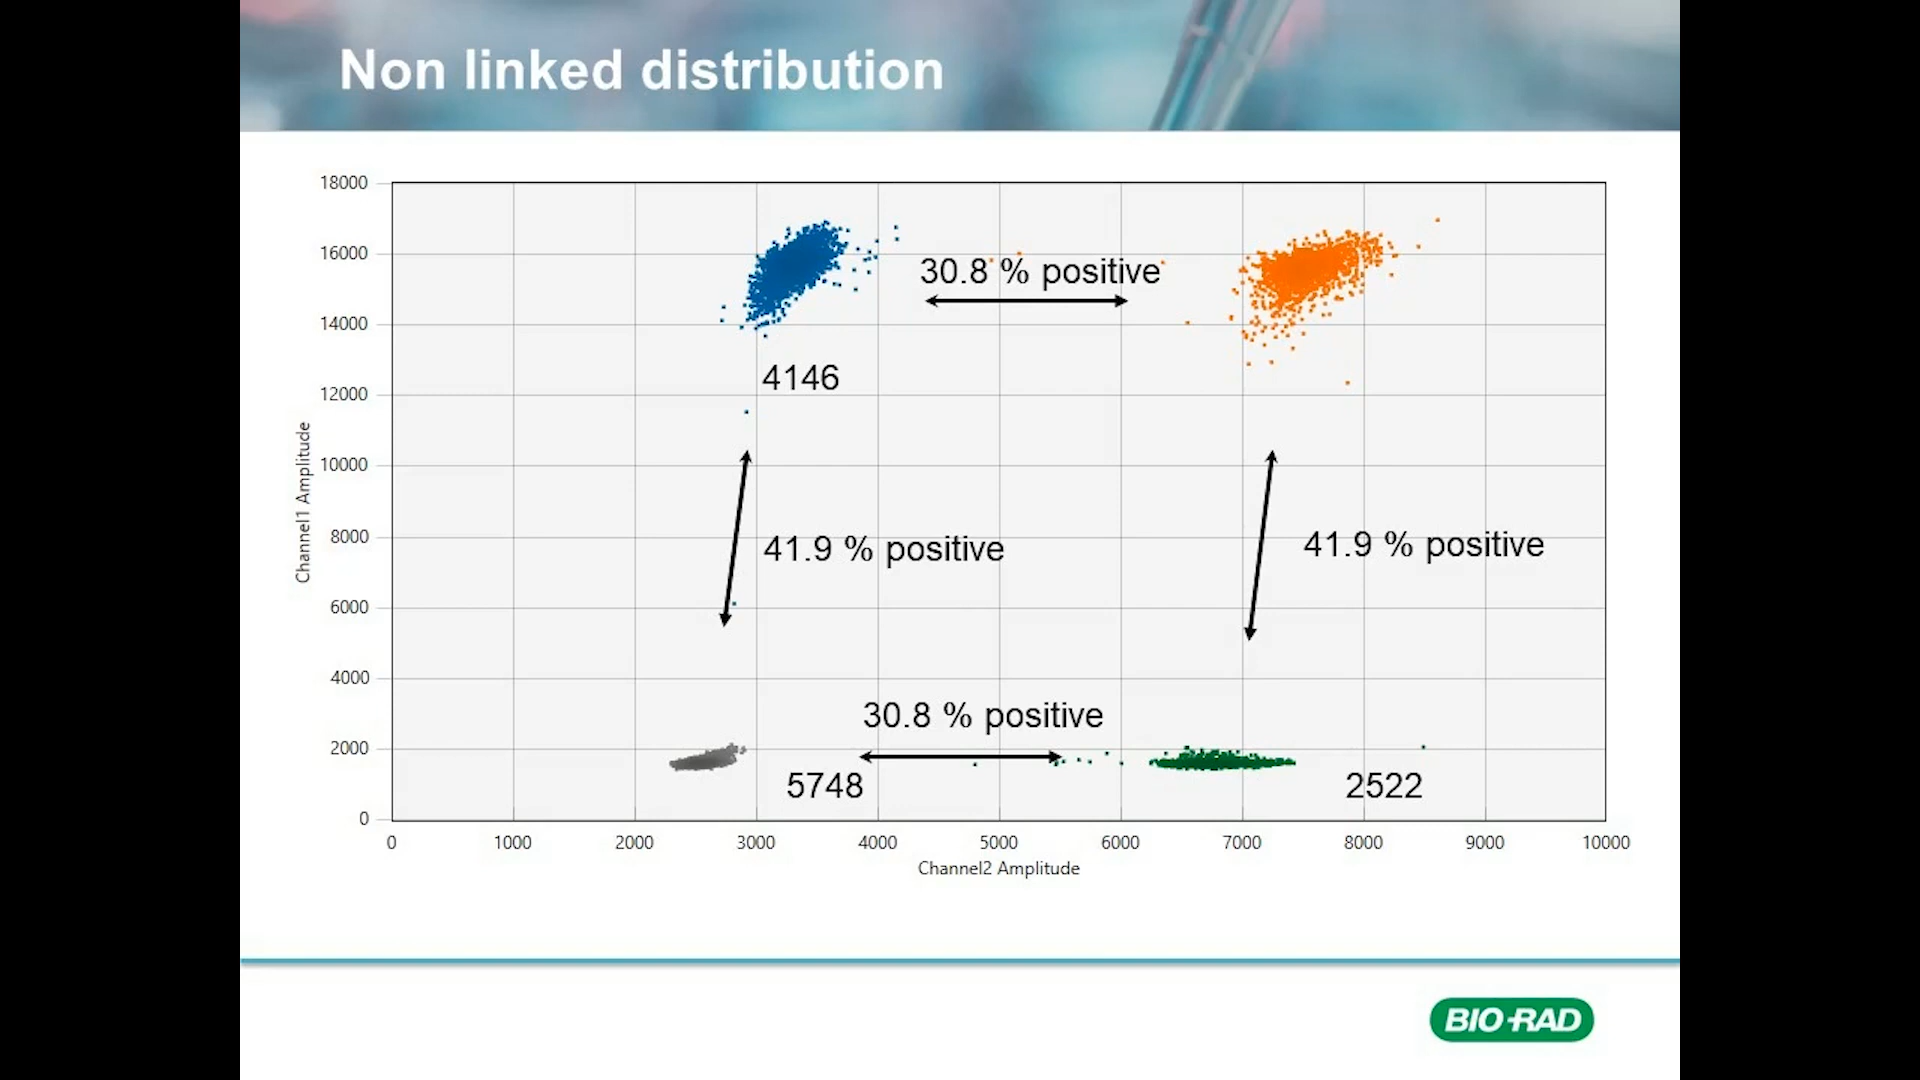 Non linked distribution
18000
16000
14000
12000
10000
8000
6000
4000
2000
0
Channel1 Amplitude
30.8 % positive
4146
41.9 % positive
41.9 % positive
30.8 % positive
5748
2522
0 1000 2000 3000 4000 5000 6000 7000 8000 9000 10000
Channel2 Amplitude
BIO-RAD